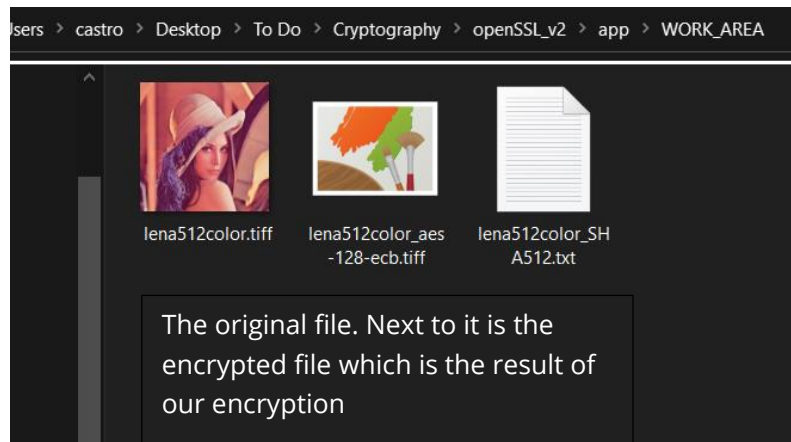 sers > castro > Desktop > To Do > Cryptography > openSSL_v2 > app > WORK_AREA
lena512color.tiff
lena512color_aes
-128-ecb.tiff
lena512color_SH
A512.txt
The original file. Next to it is the
encrypted file which is the result of
our encryption